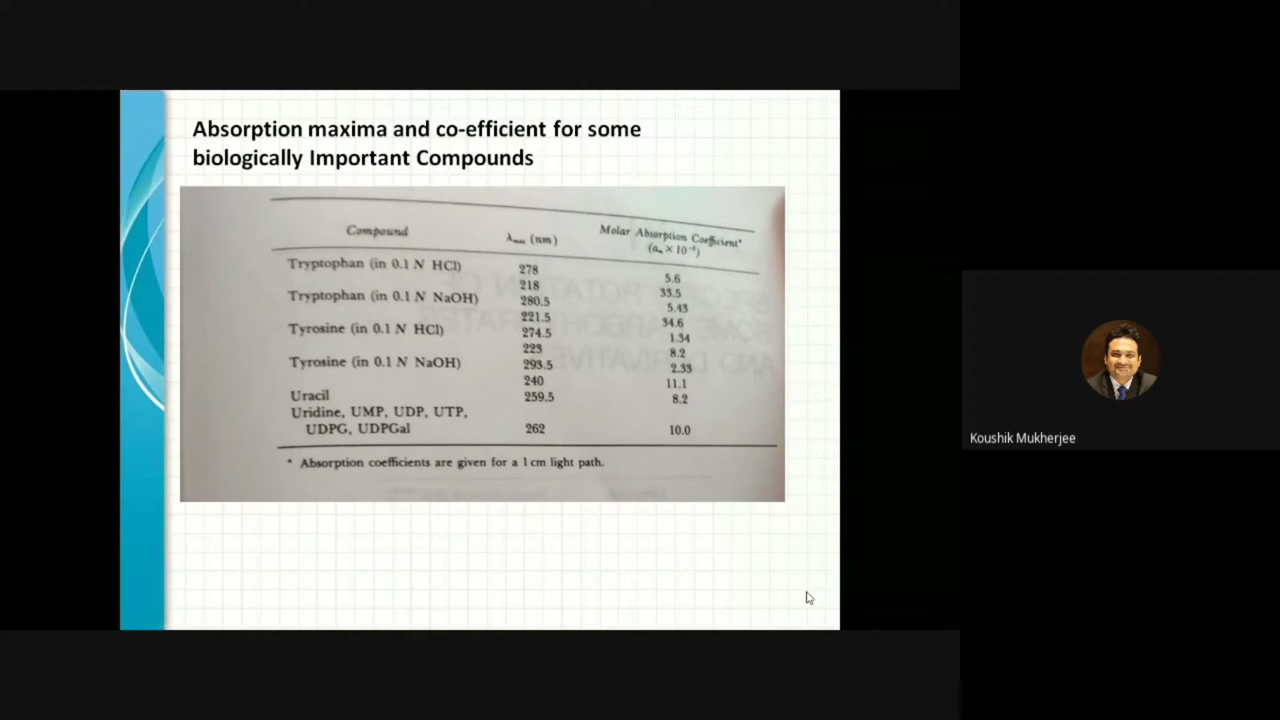 Absorption maxima and co-efficient for some
biologically Important Compounds
Compound λmax (nm) Molar Absorption Coefficient*
(aₘ × 10⁻³)
Tryptophan (in 0.1 N HCl) 278 5.6
218 33.5
Tryptophan (in 0.1 N NaOH) 280.5 5.43
221.5 34.6
Tyrosine (in 0.1 N HCl) 274.5 1.34
223 8.2
Tyrosine (in 0.1 N NaOH) 293.5 2.33
240 11.1
Uracil 259.5 8.2
Uridine, UMP, UDP, UTP,
UDPG, UDPGal 262 10.0
* Absorption coefficients are given for a 1 cm light path.
Koushik Mukherjee